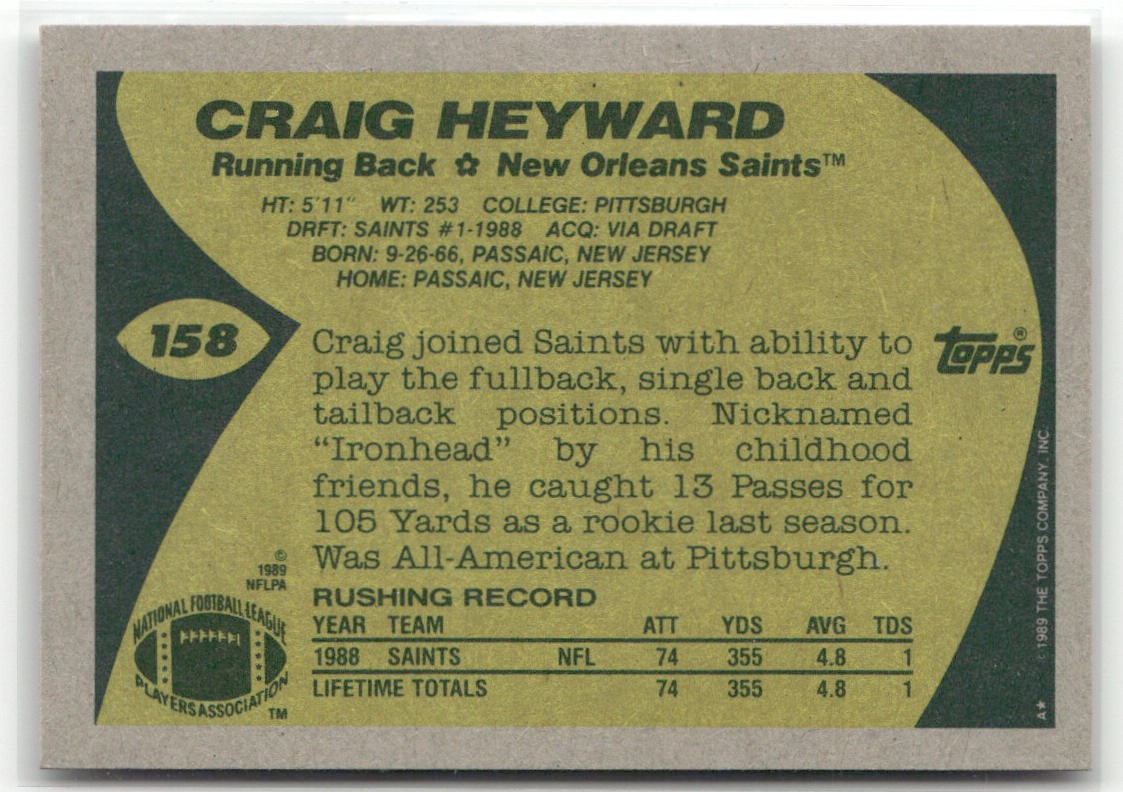 CRAIG HEYWARD
Running Back ✿ New Orleans Saints™
HT: 5'11" WT: 253 COLLEGE: PITTSBURGH
DRFT: SAINTS #1-1988 ACQ: VIA DRAFT
BORN: 9-26-66, PASSAIC, NEW JERSEY
HOME: PASSAIC, NEW JERSEY
158
Craig joined Saints with ability to
play the fullback, single back and
tailback positions. Nicknamed
“Ironhead” by his childhood
friends, he caught 13 Passes for
105 Yards as a rookie last season.
Was All-American at Pittsburgh.
Topps®
© 1989 THE TOPPS COMPANY, INC.
A★
©
1989
NFLPA
NATIONAL FOOTBALL LEAGUE
PLAYERS ASSOCIATION
TM
RUSHING RECORD
YEAR TEAM ATT YDS AVG TDS
1988 SAINTS NFL 74 355 4.8 1
LIFETIME TOTALS 74 355 4.8 1